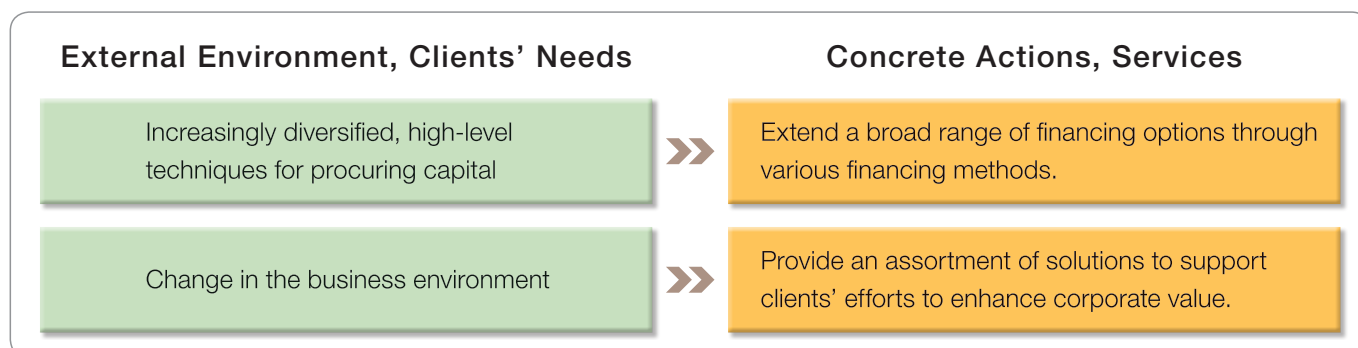 External Environment, Clients’ Needs
Concrete Actions, Services
Increasingly diversified, high-level
techniques for procuring capital
Extend a broad range of financing options through
various financing methods.
Change in the business environment
Provide an assortment of solutions to support
clients’ efforts to enhance corporate value.